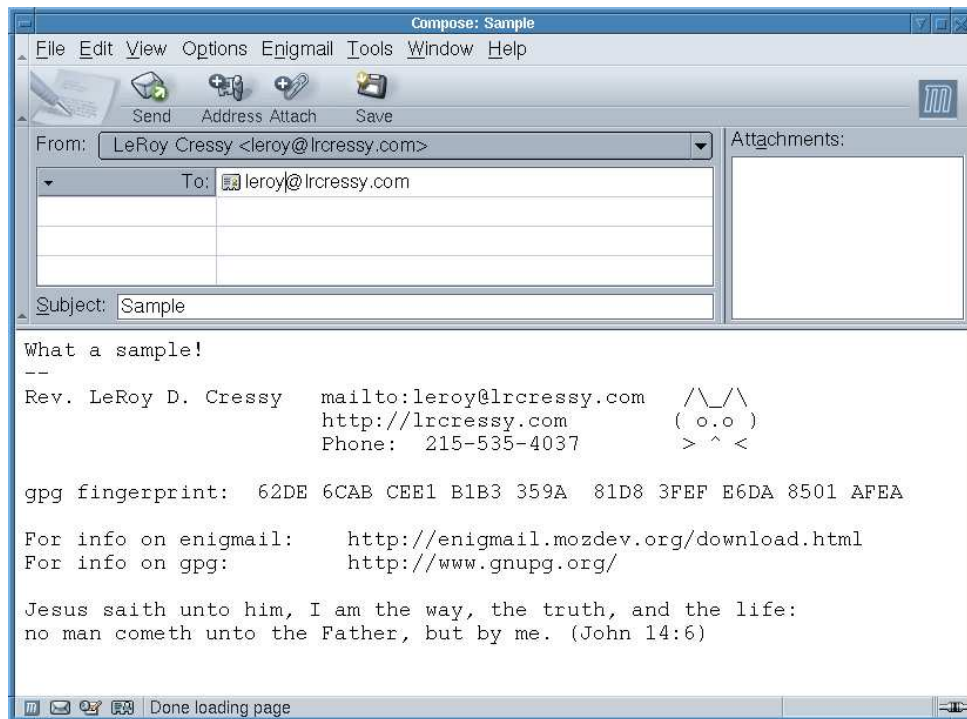 Compose: Sample
File Edit View Options Enigmail Tools Window Help
Send Address Attach Save
From: LeRoy Cressy <leroy@lrcressy.com>
Attachments:
To: leroy@lrcressy.com
Subject: Sample
What a sample!
--
Rev. LeRoy D. Cressy mailto:leroy@lrcressy.com /\_/\
http://lrcressy.com ( o.o )
Phone: 215-535-4037 > ^ <
gpg fingerprint: 62DE 6CAB CEE1 B1B3 359A 81D8 3FEF E6DA 8501 AFEA
For info on enigmail: http://enigmail.mozdev.org/download.html
For info on gpg: http://www.gnupg.org/
Jesus saith unto him, I am the way, the truth, and the life:
no man cometh unto the Father, but by me. (John 14:6)
Done loading page